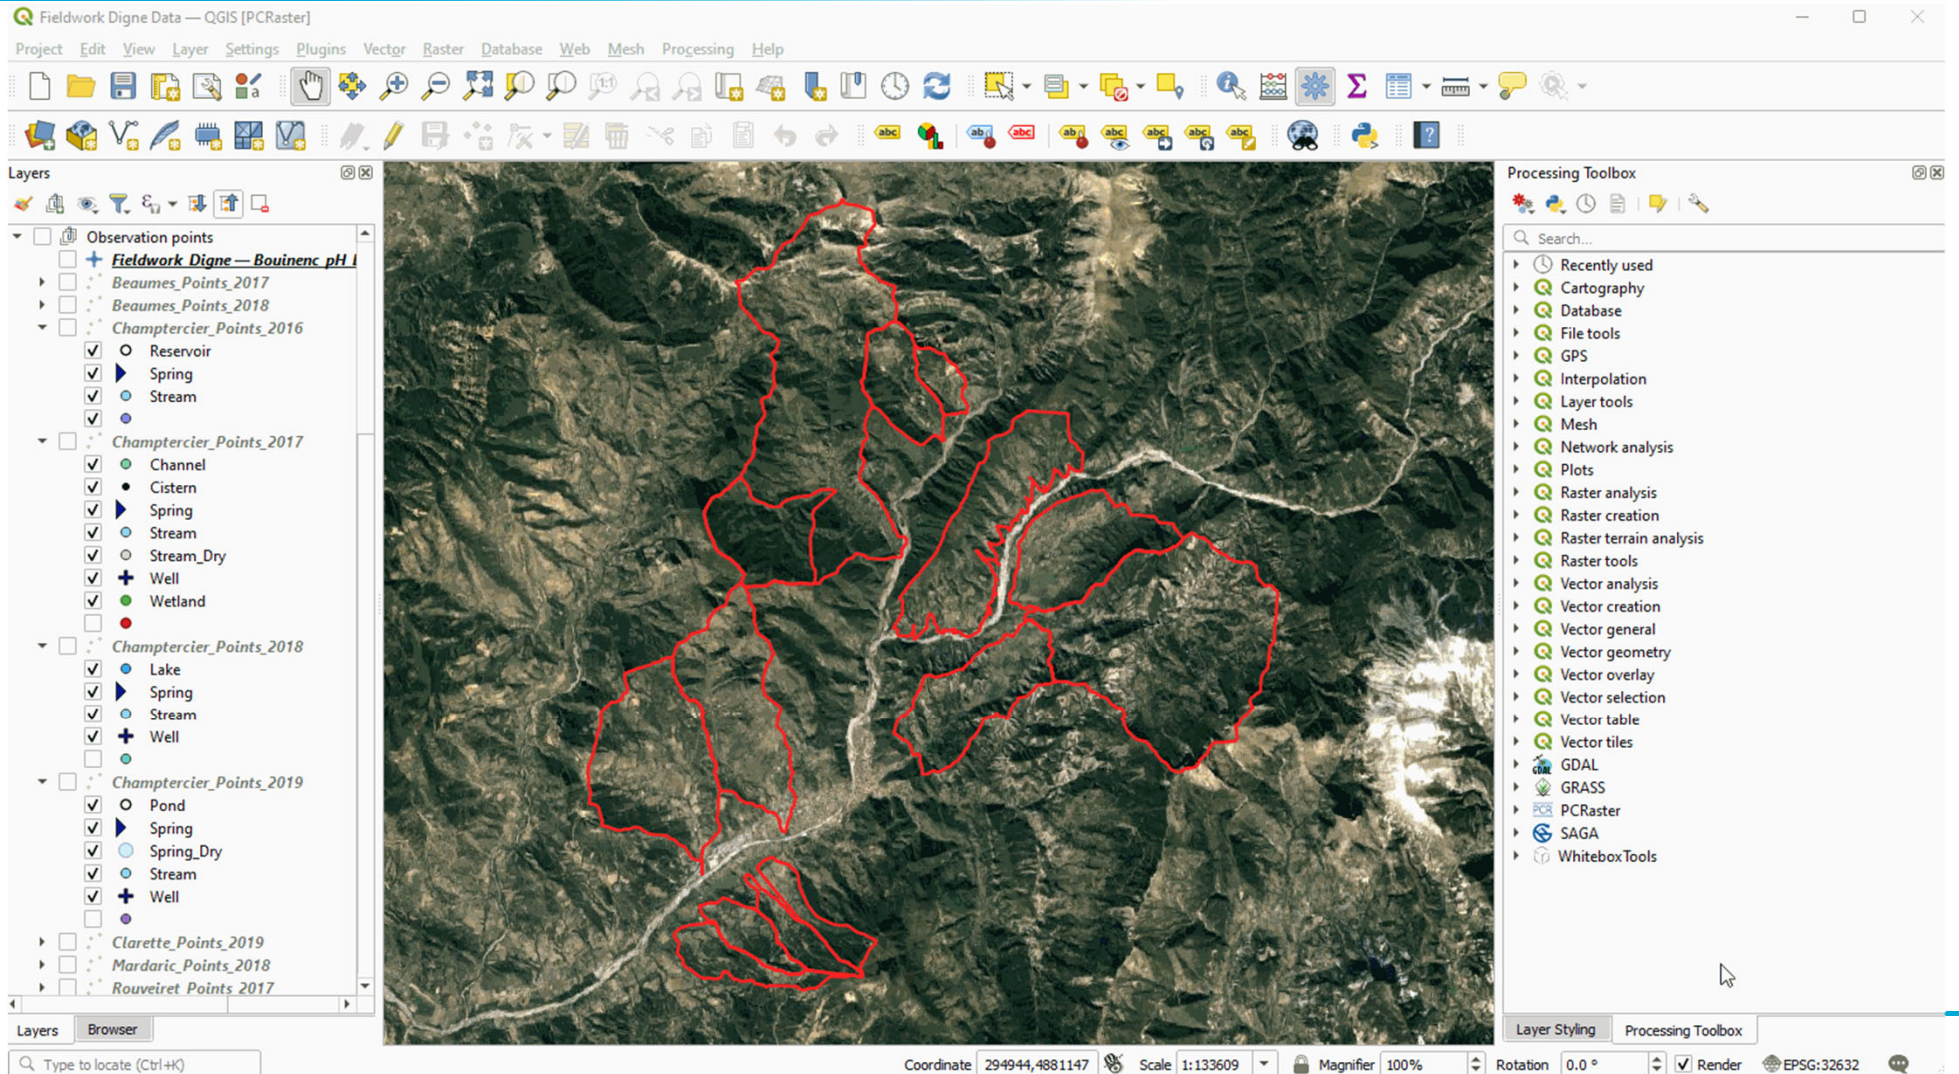 Fieldwork Digne Data — QGIS [PCRaster]
Project Edit View Layer Settings Plugins Vector Raster Database Web Mesh Processing Help
Layers
Observation points
Fieldwork_Digne — Bouinenc_pH_
Beaumes_Points_2017
Beaumes_Points_2018
Champtercier_Points_2016
Reservoir
Spring
Stream
Champtercier_Points_2017
Channel
Cistern
Spring
Stream
Stream_Dry
Well
Wetland
Champtercier_Points_2018
Lake
Spring
Stream
Well
Champtercier_Points_2019
Pond
Spring
Spring_Dry
Stream
Well
Clarette_Points_2019
Mardaric_Points_2018
Rouveiret_Points_2017
Layers Browser
Processing Toolbox
Search...
Recently used
Cartography
Database
File tools
GPS
Interpolation
Layer tools
Mesh
Network analysis
Plots
Raster analysis
Raster creation
Raster terrain analysis
Raster tools
Vector analysis
Vector creation
Vector general
Vector geometry
Vector overlay
Vector selection
Vector table
Vector tiles
GDAL
GRASS
PCRaster
SAGA
WhiteboxTools
Layer Styling Processing Toolbox
Type to locate (Ctrl+K) Coordinate 294944,4881147 Scale 1:133609 Magnifier 100% Rotation 0.0 ° Render EPSG:32632